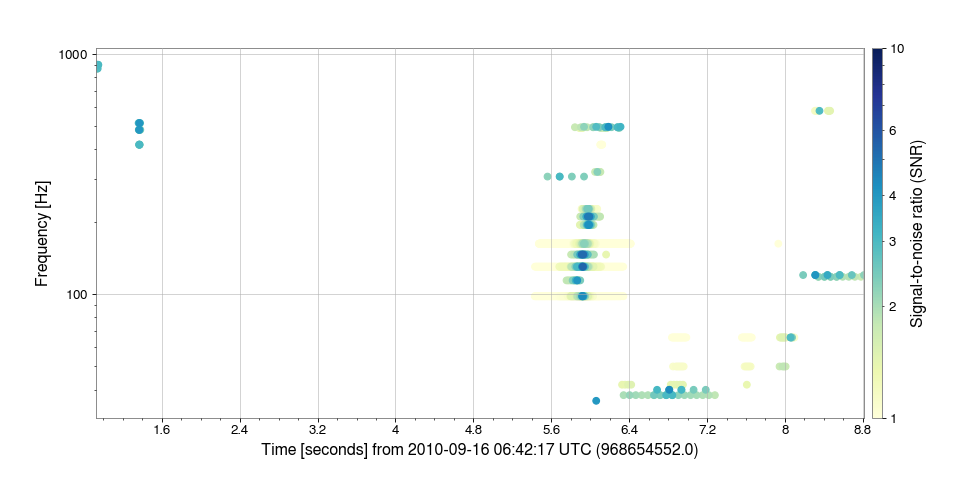 1000
100
Frequency [Hz]
1.6 2.4 3.2 4 4.8 5.6 6.4 7.2 8 8.8
Time [seconds] from 2010-09-16 06:42:17 UTC (968654552.0)
10
6
4
3
2
1
Signal-to-noise ratio (SNR)